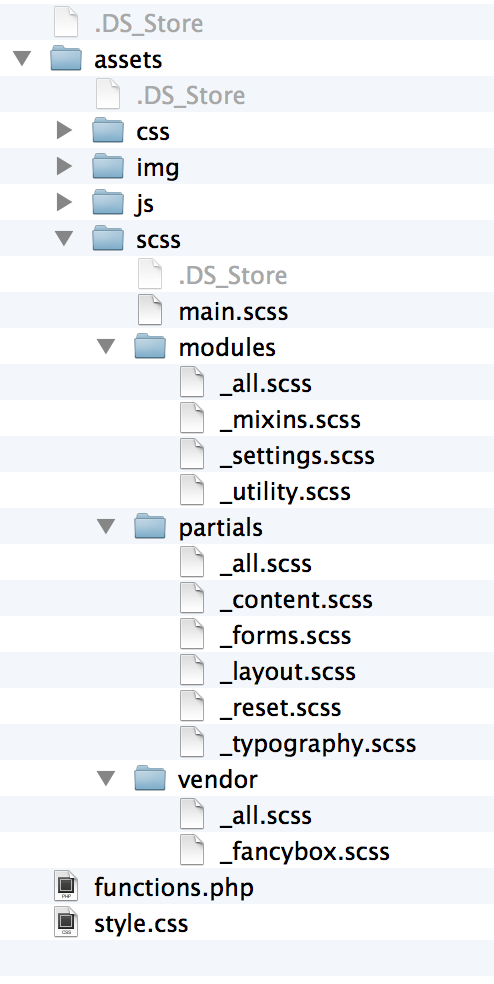 .DS_Store
assets
.DS_Store
css
img
js
scss
.DS_Store
main.scss
modules
_all.scss
_mixins.scss
_settings.scss
_utility.scss
partials
_all.scss
_content.scss
_forms.scss
_layout.scss
_reset.scss
_typography.scss
vendor
_all.scss
_fancybox.scss
PHP
functions.php
CSS
style.css